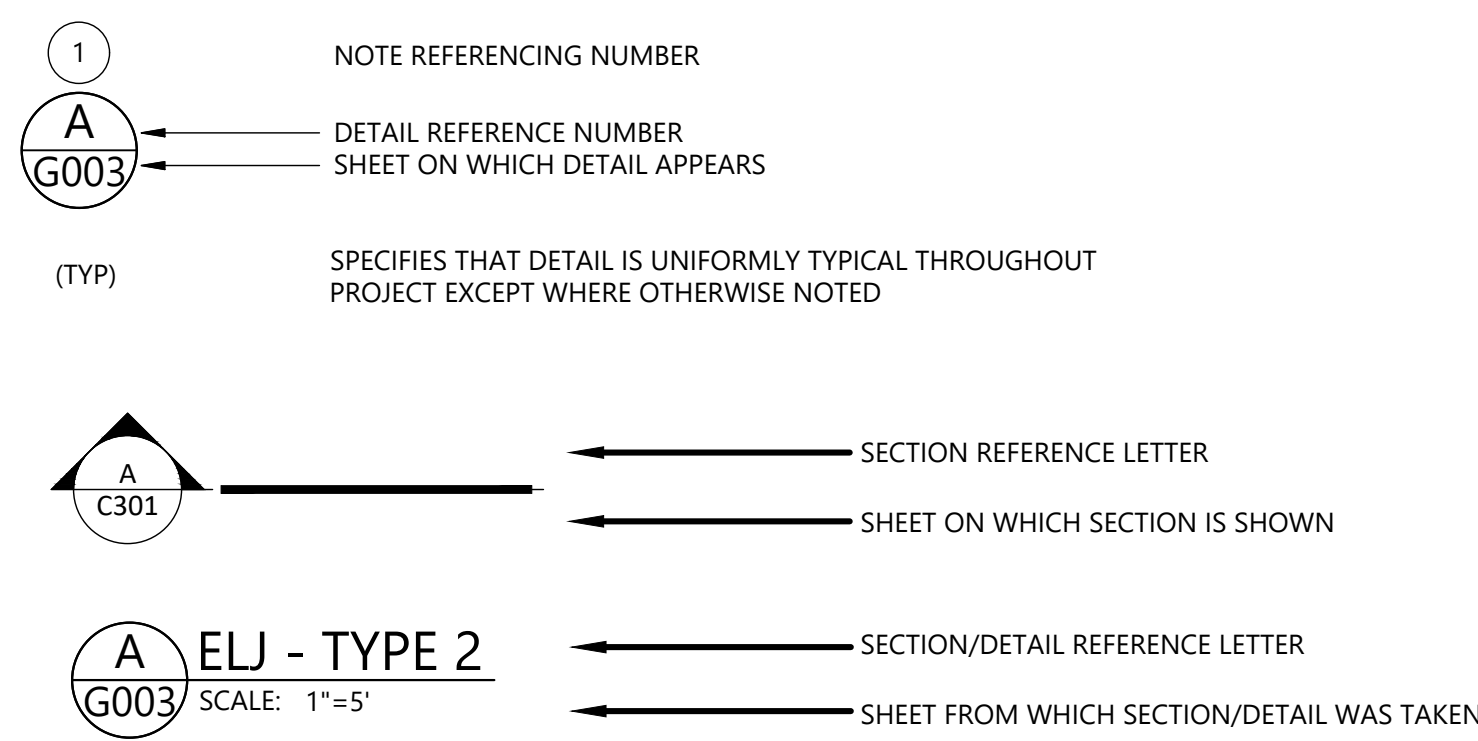 1
NOTE REFERENCING NUMBER
A
DETAIL REFERENCE NUMBER
G003
SHEET ON WHICH DETAIL APPEARS
(TYP)
SPECIFIES THAT DETAIL IS UNIFORMLY TYPICAL THROUGHOUT
PROJECT EXCEPT WHERE OTHERWISE NOTED
A
C301
SECTION REFERENCE LETTER
SHEET ON WHICH SECTION IS SHOWN
A
G003
ELJ - TYPE 2
SCALE: 1"=5'
SECTION/DETAIL REFERENCE LETTER
SHEET FROM WHICH SECTION/DETAIL WAS TAKEN